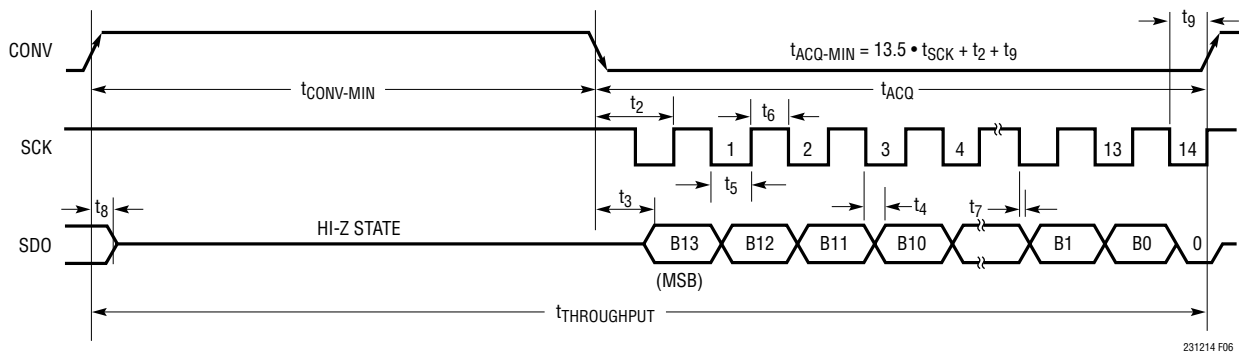 t9
CONV
tACQ-MIN = 13.5 • tSCK + t2 + t9
tCONV-MIN
tACQ
t2
t6
SCK
1
2
3
4
13
14
t5
t3
t4
t7
t8
HI-Z STATE
SDO
B13
B12
B11
B10
B1
B0
0
(MSB)
tTHROUGHPUT
231214 F06